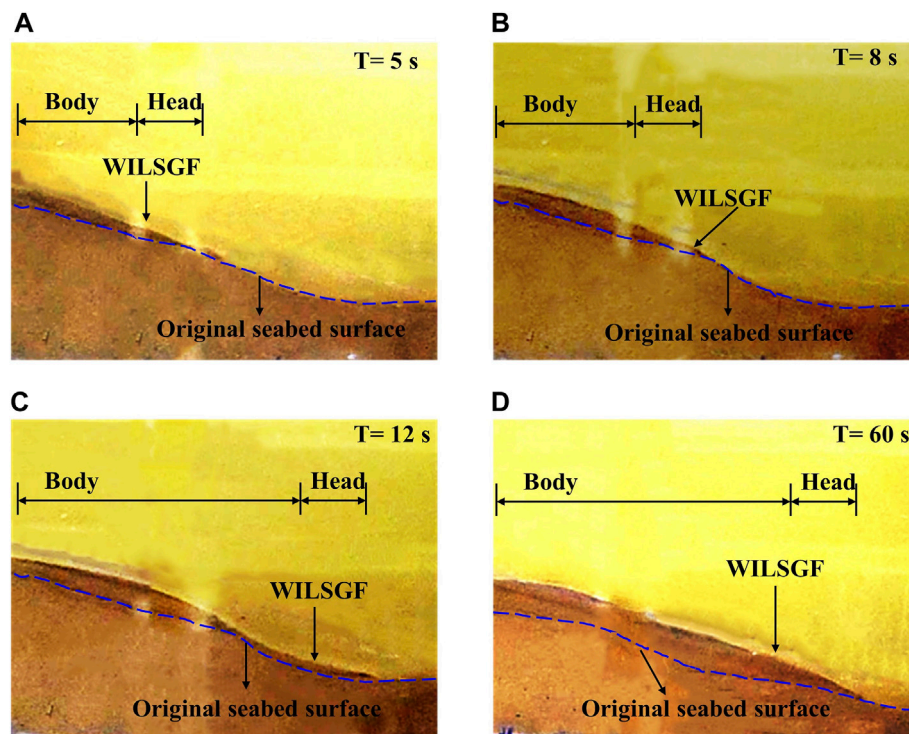 A
T= 5 s
Body
Head
WILSGF
Original seabed surface
B
T= 8 s
Body
Head
WILSGF
Original seabed surface
C
T= 12 s
Body
Head
WILSGF
Original seabed surface
D
T= 60 s
Body
Head
WILSGF
Original seabed surface